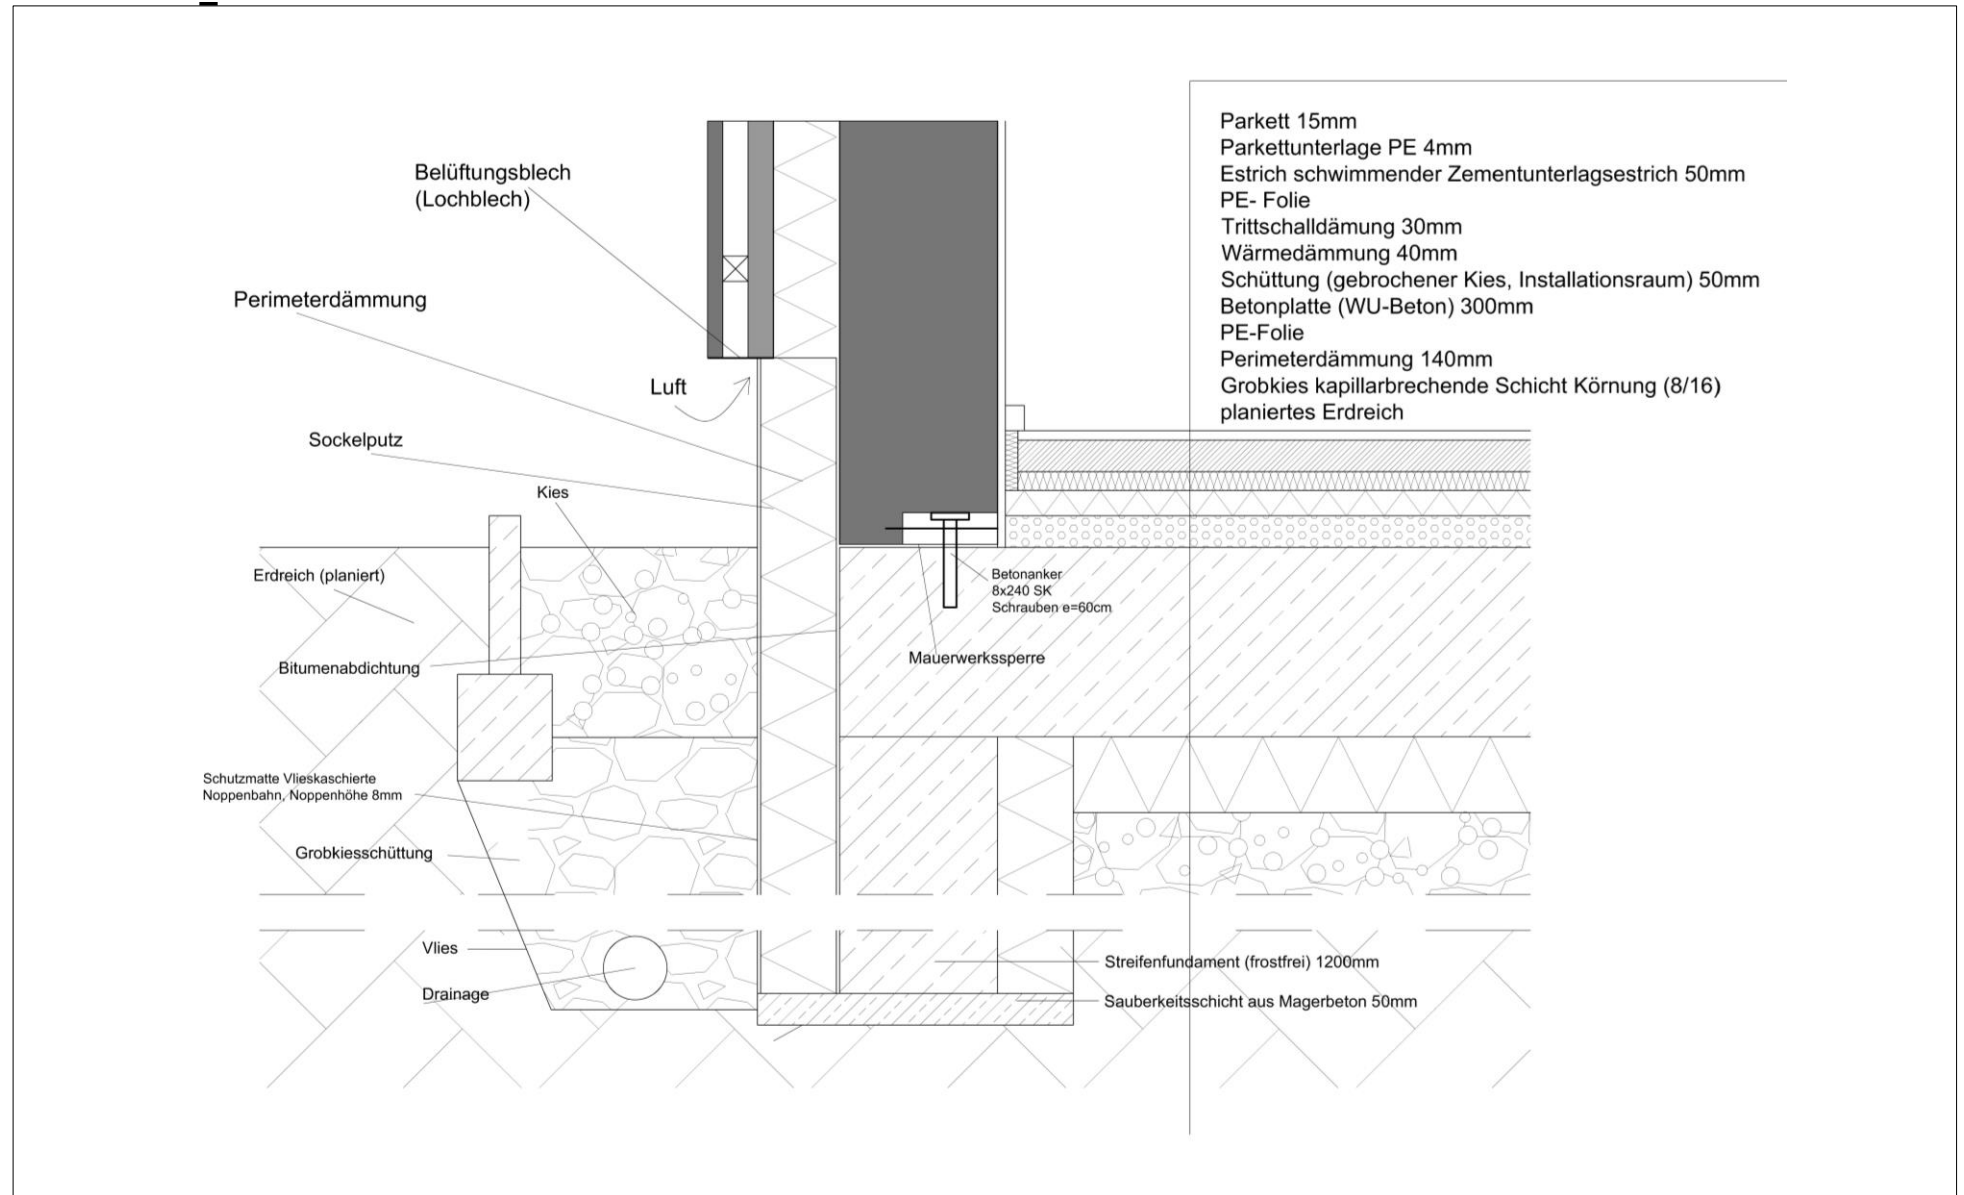 Parkett 15mm
Parkettunterlage PE 4mm
Estrich schwimmender Zementunterlagsestrich 50mm
PE- Folie
Trittschalldämung 30mm
Wärmedämmung 40mm
Schüttung (gebrochener Kies, Installationsraum) 50mm
Betonplatte (WU-Beton) 300mm
PE-Folie
Perimeterdämmung 140mm
Grobkies kapillarbrechende Schicht Körnung (8/16)
planiertes Erdreich
Belüftungsblech
(Lochblech)
Perimeterdämmung
Luft
Sockelputz
Kies
Erdreich (planiert)
Betonanker
8x240 SK
Schrauben e=60cm
Mauerwerkssperre
Bitumenabdichtung
Schutzmatte Vlieskaschierte
Noppenbahn, Noppenhöhe 8mm
Grobkiesschüttung
Vlies
Drainage
Streifenfundament (frostfrei) 1200mm
Sauberkeitsschicht aus Magerbeton 50mm